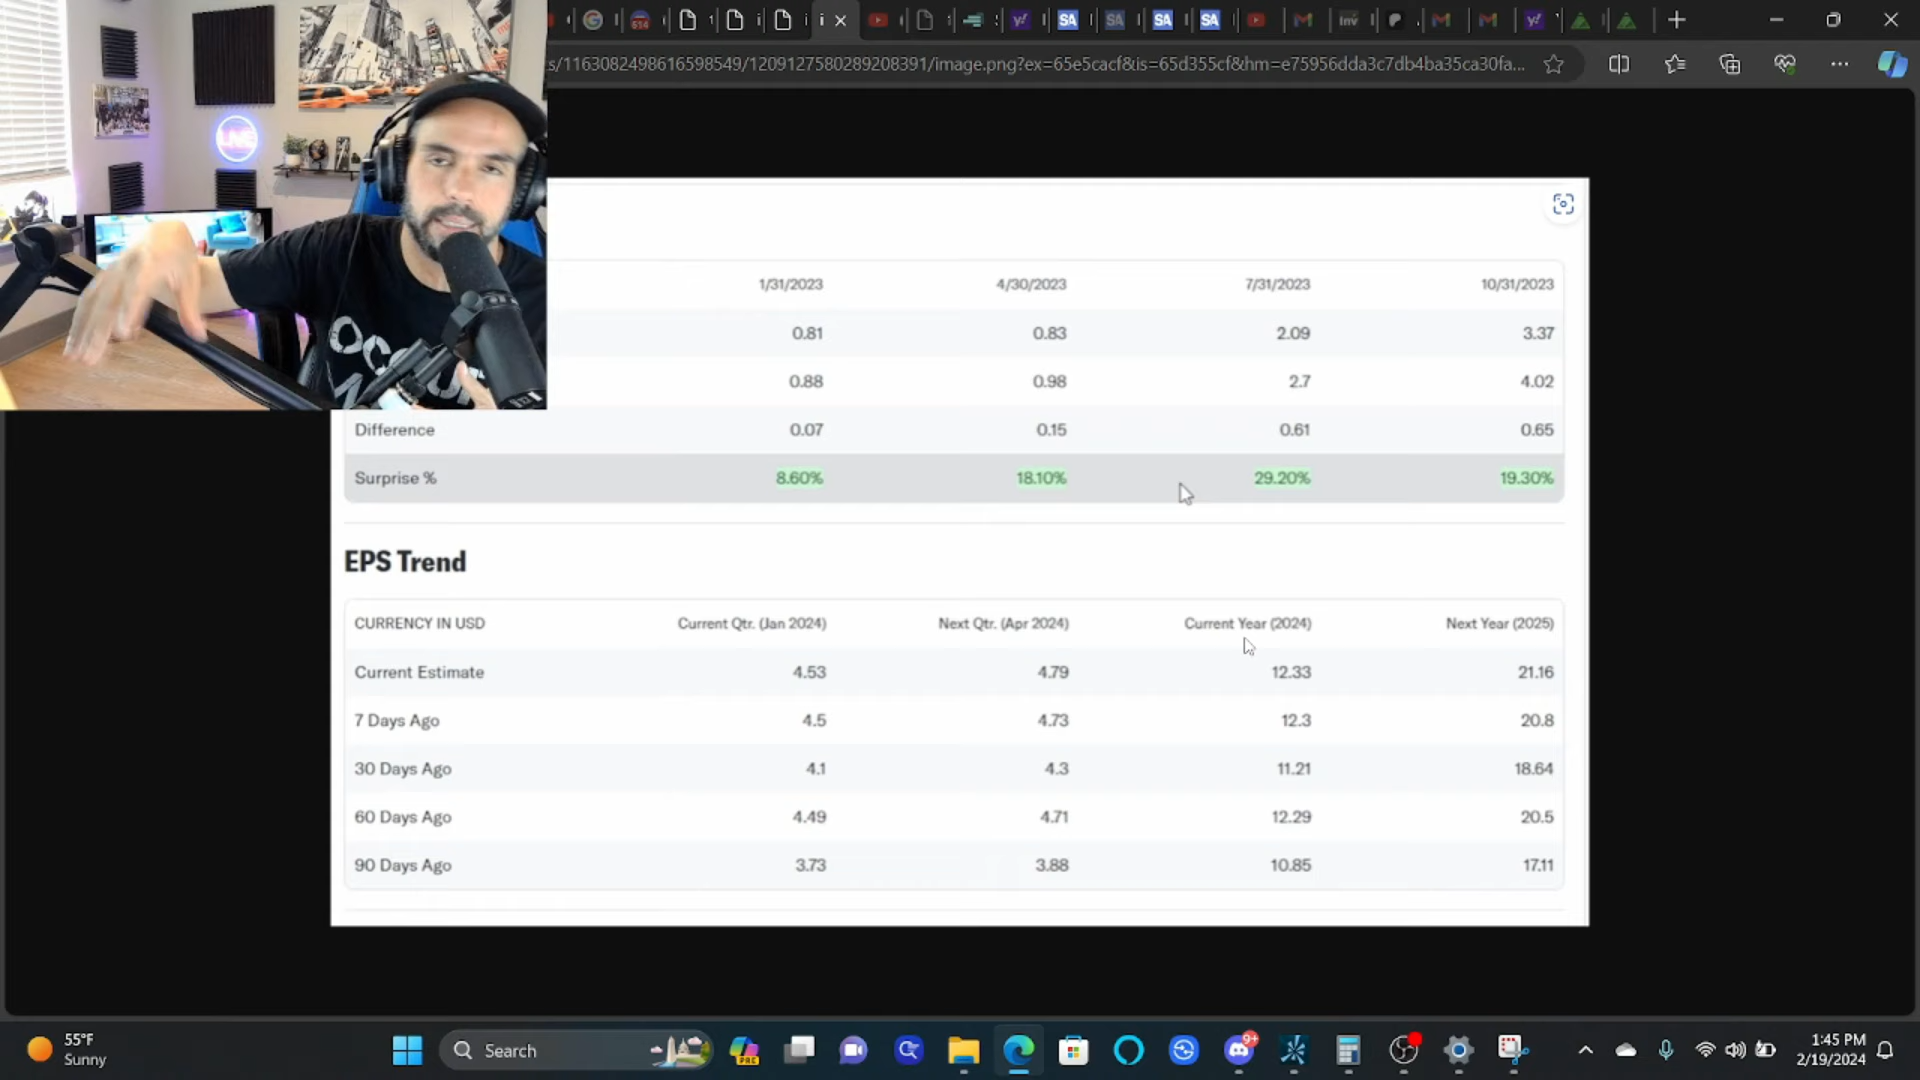 s/1163082498616598549/1209127580289208391/image.png?ex=65e5cacf&is=65d355cf&hm=e75956dda3c7db4ba35ca30fa...
LIVE
1/31/2023 4/30/2023 7/31/2023 10/31/2023
0.81 0.83 2.09 3.37
0.88 0.98 2.7 4.02
Difference 0.07 0.15 0.61 0.65
Surprise % 8.60% 18.10% 29.20% 19.30%
EPS Trend
CURRENCY IN USD Current Qtr. (Jan 2024) Next Qtr. (Apr 2024) Current Year (2024) Next Year (2025)
Current Estimate 4.53 4.79 12.33 21.16
7 Days Ago 4.5 4.73 12.3 20.8
30 Days Ago 4.1 4.3 11.21 18.64
60 Days Ago 4.49 4.71 12.29 20.5
90 Days Ago 3.73 3.88 10.85 17.11
55°F
Sunny
Search
PRE
9+
1:45 PM
2/19/2024